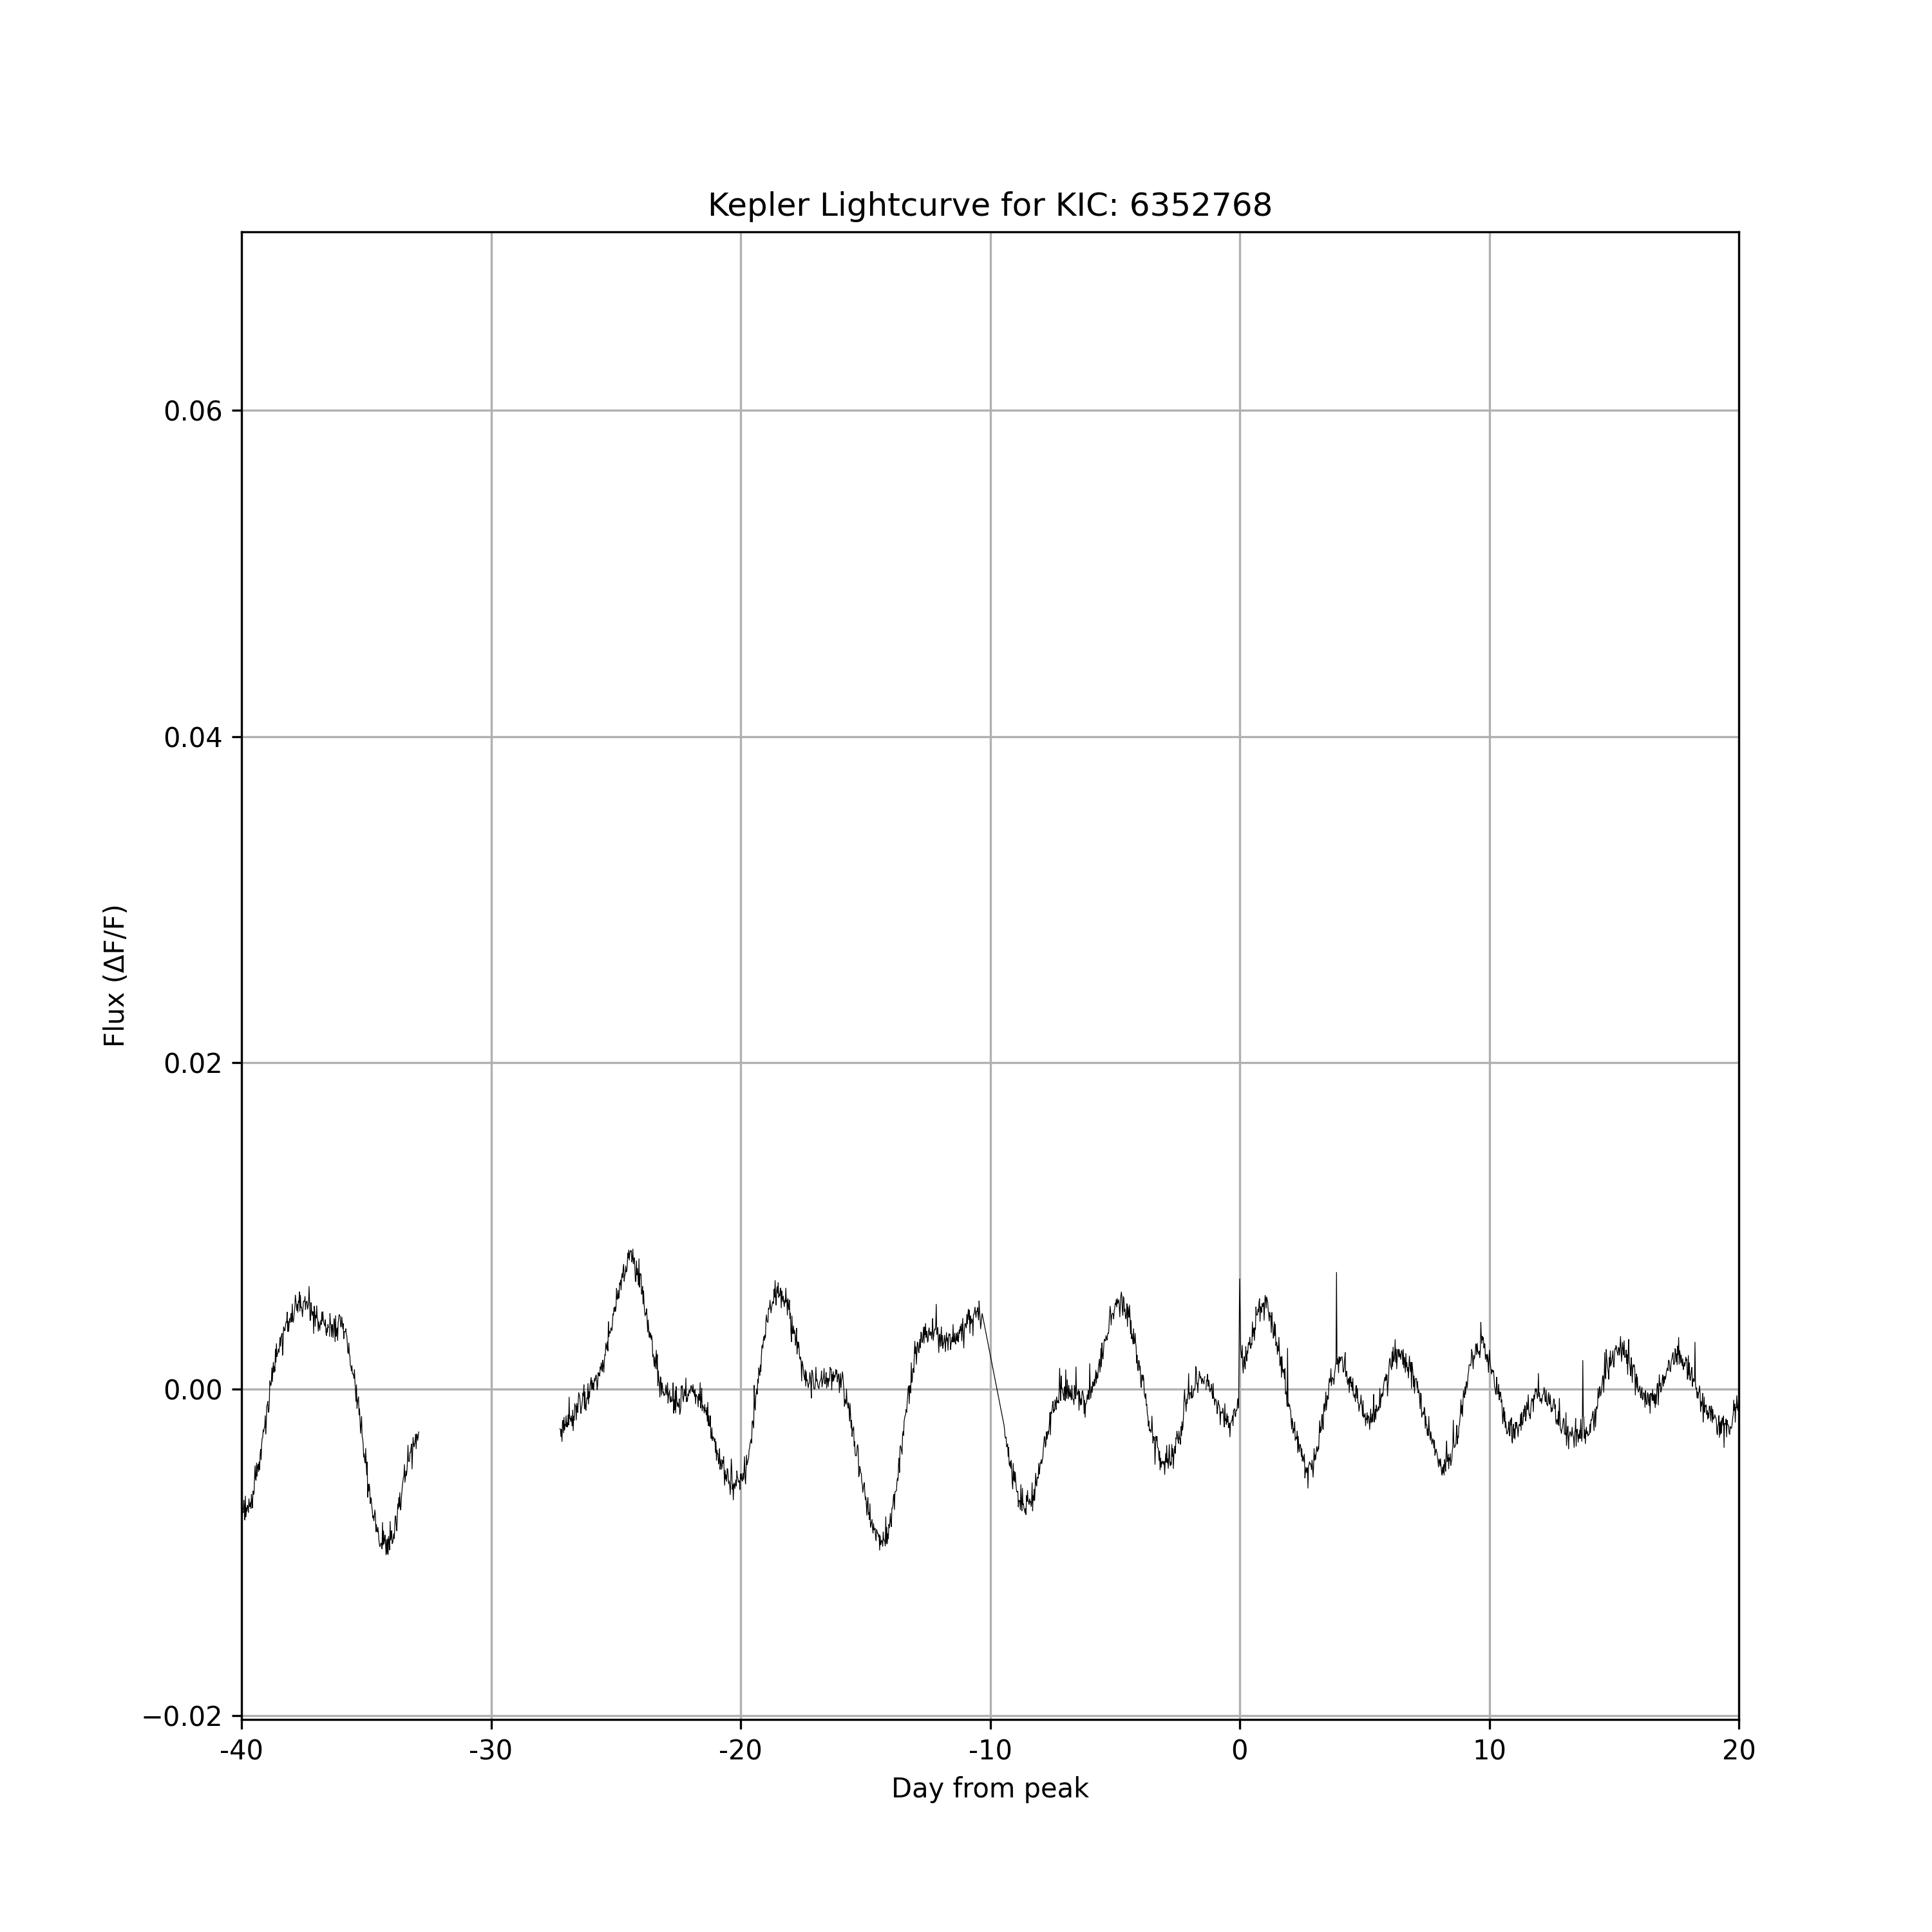 Kepler Lightcurve for KIC: 6352768
0.06
0.04
0.02
0.00
−0.02
Flux (ΔF/F)
-40 -30 -20 -10 0 10 20
Day from peak